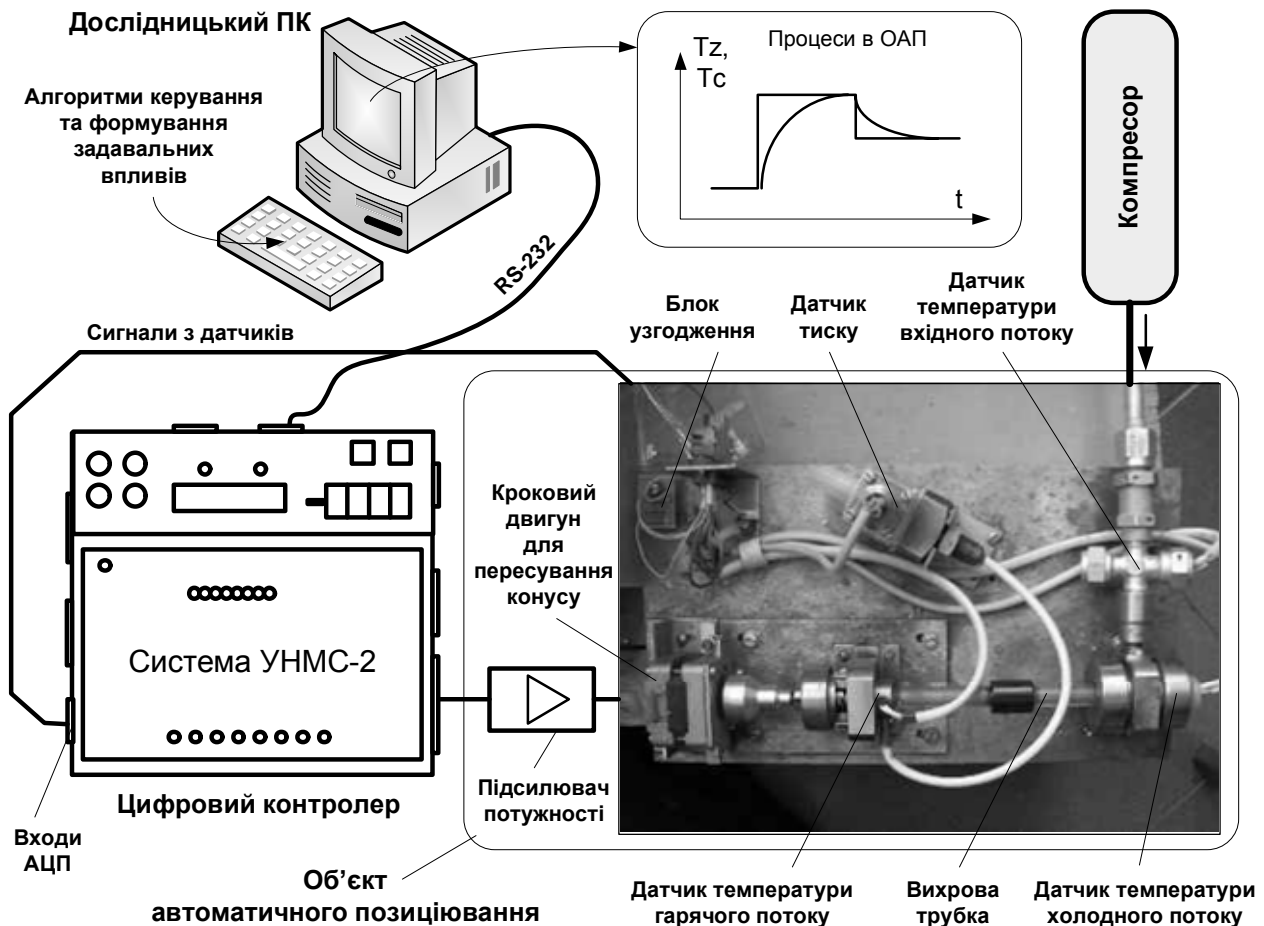 Дослідницький ПК
Алгоритми керування
та формування
задавальних
впливів
Tz,
Tc
Процеси в ОАП
t
Компресор
RS-232
Сигнали з датчиків
Блок
узгодження
Датчик
тиску
Датчик
температури
вхідного потоку
Кроковий
двигун
для
пересування
конусу
Система УНМС-2
Підсилювач
потужності
Цифровий контролер
Входи
АЦП
Об’єкт
автоматичного позиціювання
Датчик температури
гарячого потоку
Вихрова
трубка
Датчик температури
холодного потоку